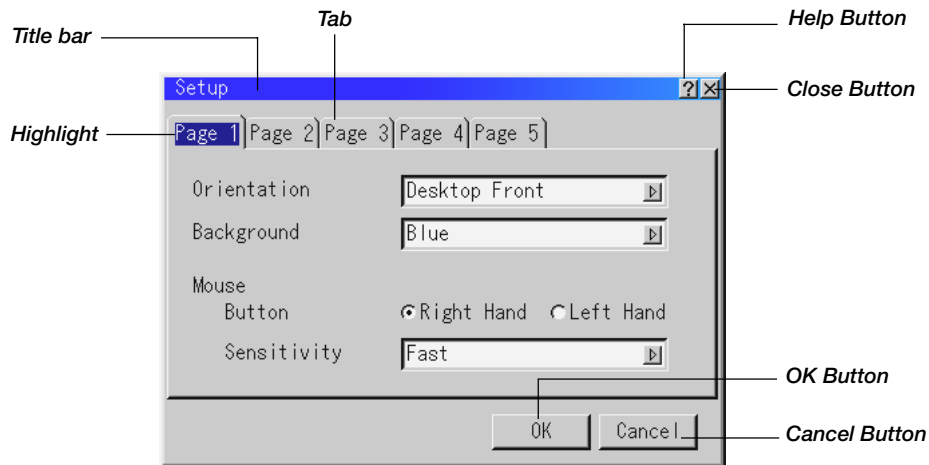 Tab
Help Button
Title bar
Setup
? ×
Close Button
Highlight
Page 1 Page 2 Page 3 Page 4 Page 5
Orientation Desktop Front
Background Blue
Mouse
Button Right Hand Left Hand
Sensitivity Fast
OK Button
OK Cancel
Cancel Button